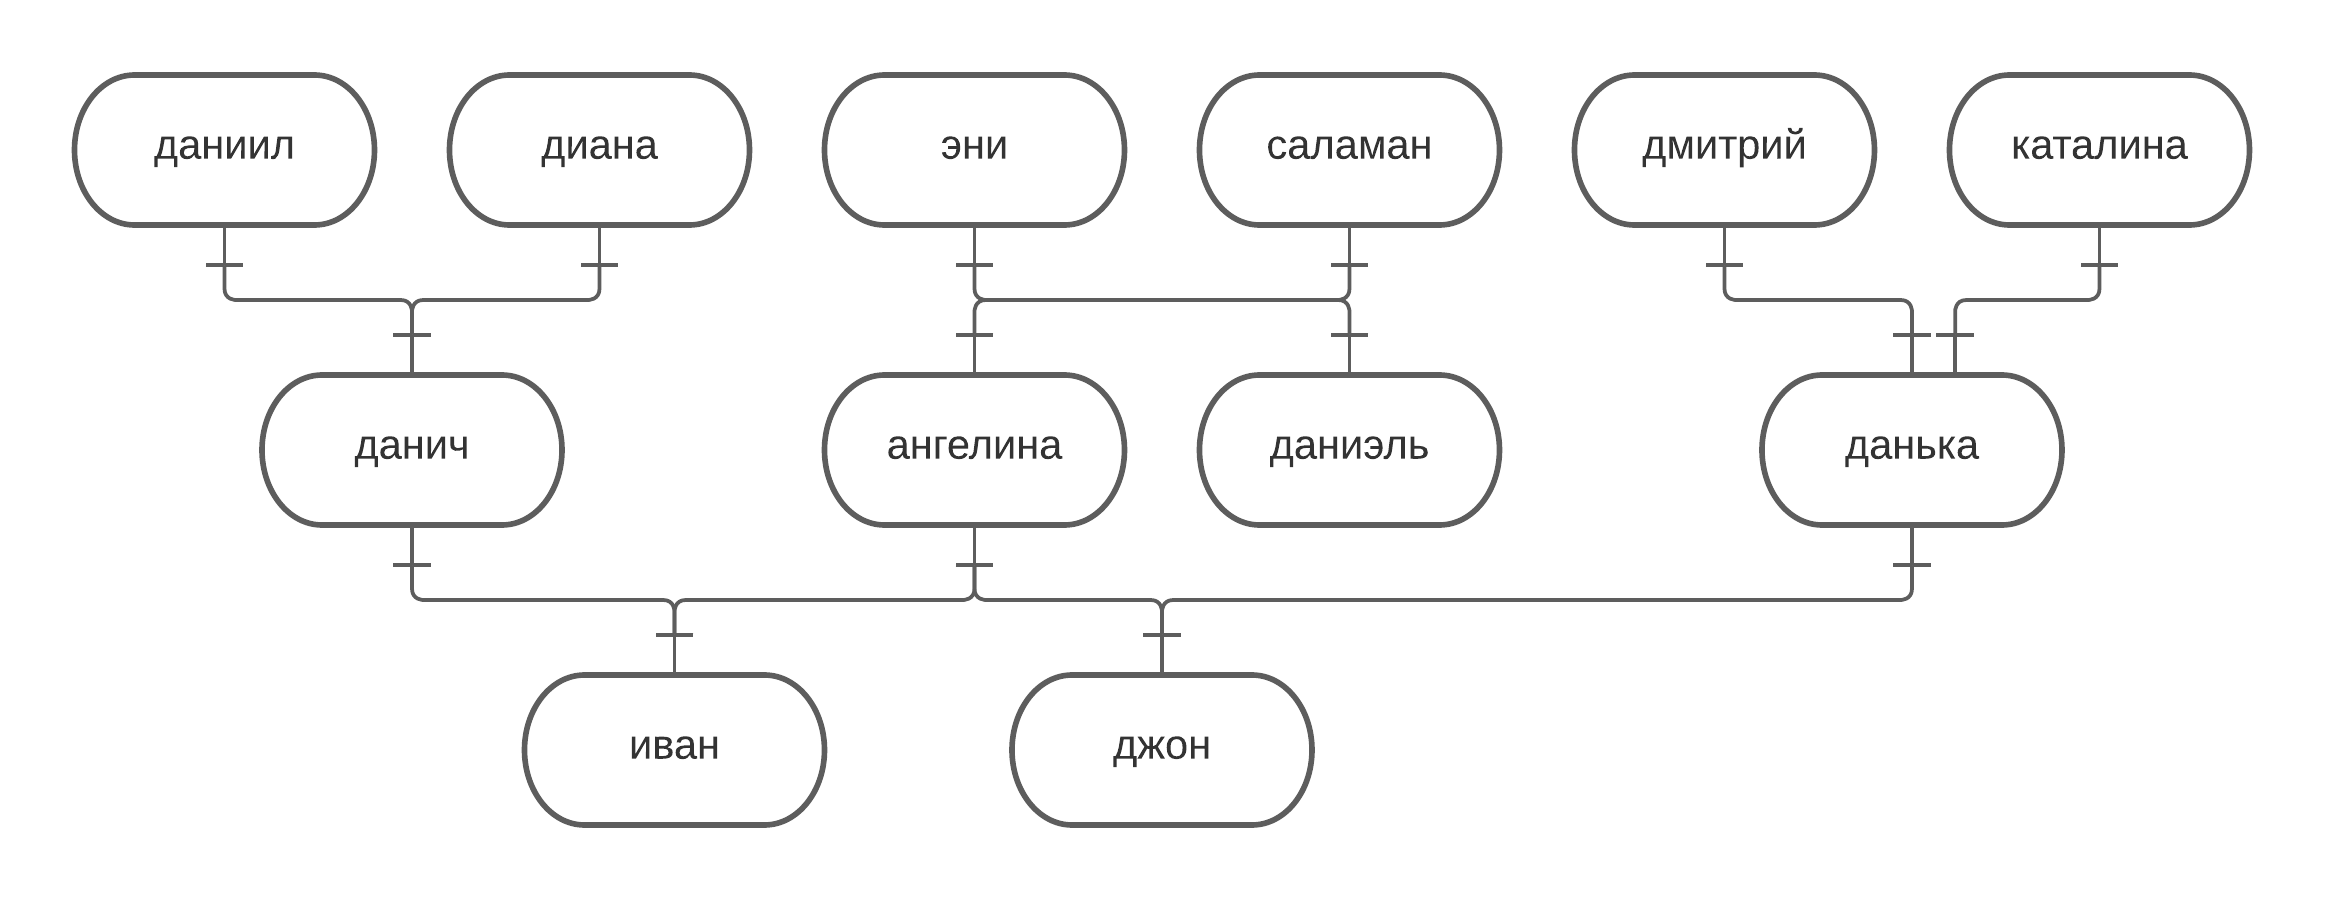 даниил
диана
эни
саламан
дмитрий
каталина
данич
ангелина
даниэль
данька
иван
джон